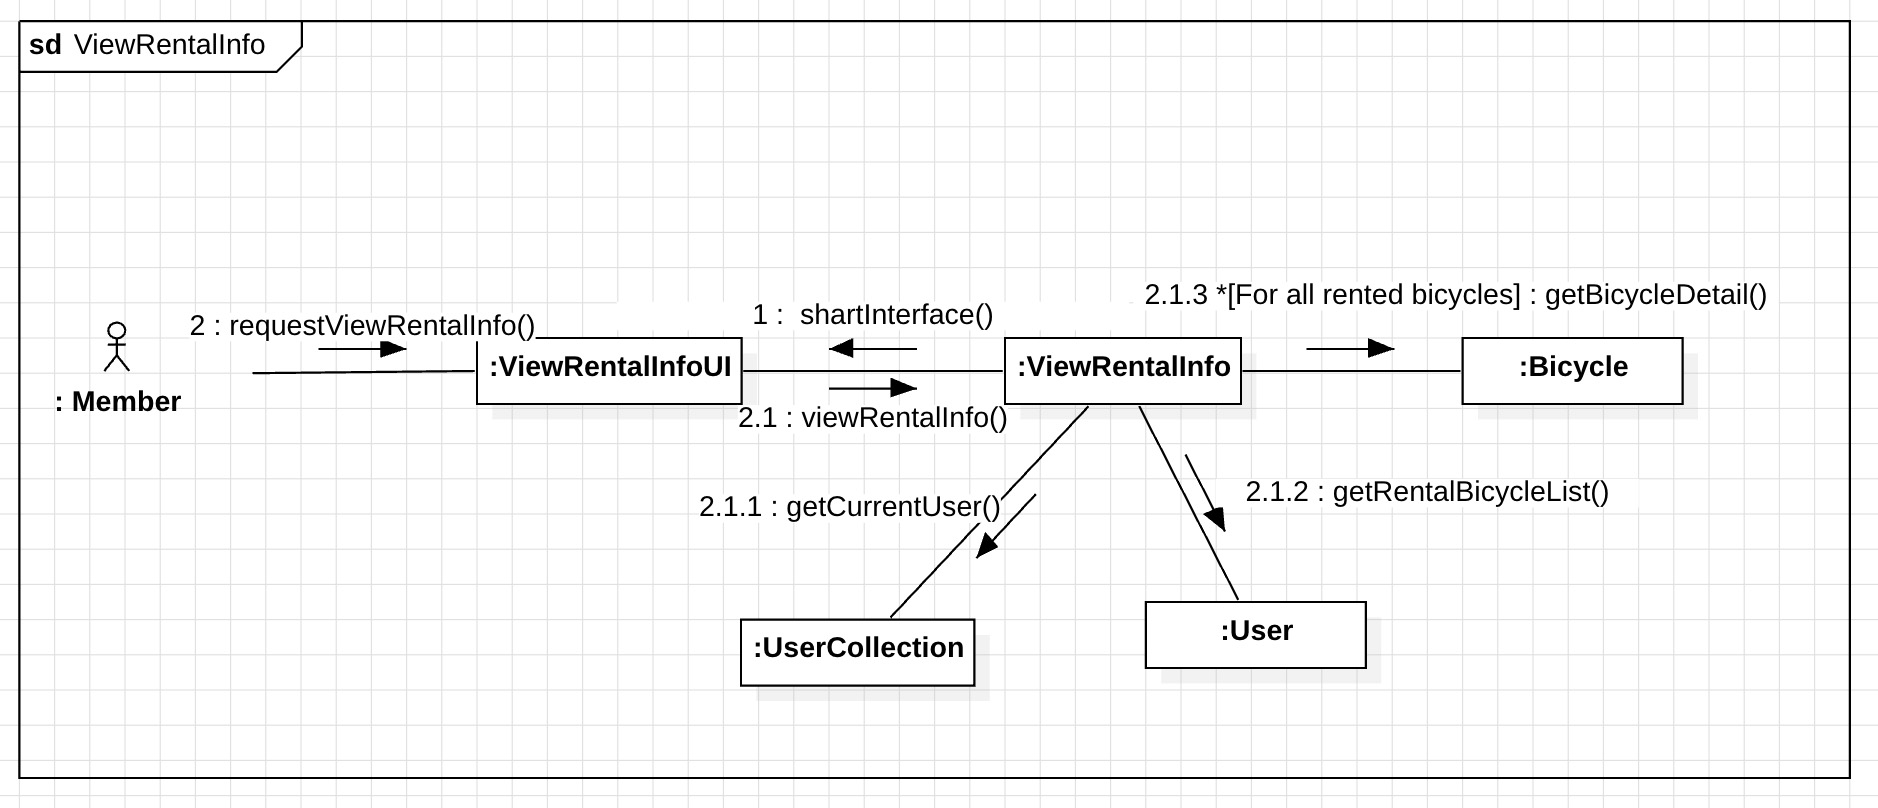 sd ViewRentalInfo
2.1.3 *[For all rented bicycles] : getBicycleDetail()
1 :  shartInterface()
2 : requestViewRentalInfo()
:ViewRentalInfoUI
:ViewRentalInfo
:Bicycle
: Member
2.1 : viewRentalInfo()
2.1.2 : getRentalBicycleList()
2.1.1 : getCurrentUser()
:User
:UserCollection